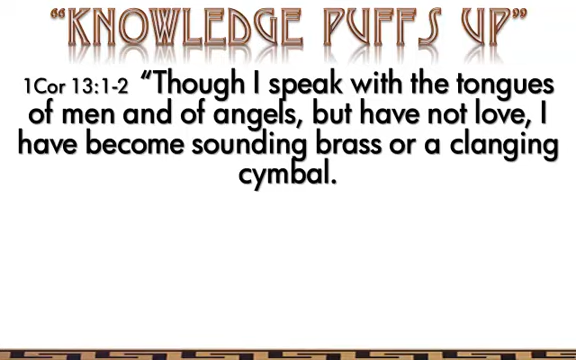 “KNOWLEDGE PUFFS UP”
1Cor 13:1-2 “Though I speak with the tongues
of men and of angels, but have not love, I
have become sounding brass or a clanging
cymbal.